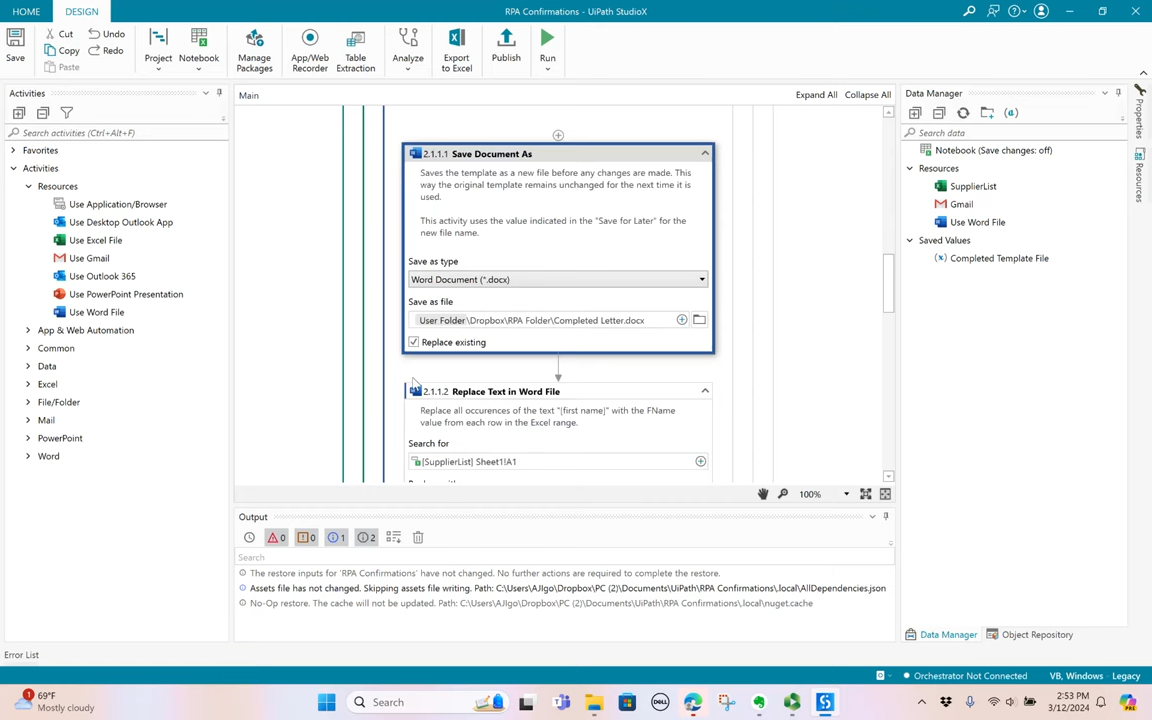 HOME
DESIGN
RPA Confirmations - UiPath StudioX
Save
Cut
Copy
Paste
Undo
Redo
Project
Notebook
Manage
Packages
App/Web
Recorder
Table
Extraction
Analyze
Export
to Excel
Publish
Run
Activities
Search activities (Ctrl+Alt+F)
Favorites
Activities
Resources
Use Application/Browser
Use Desktop Outlook App
Use Excel File
Use Gmail
Use Outlook 365
Use PowerPoint Presentation
Use Word File
App & Web Automation
Common
Data
Excel
File/Folder
Mail
PowerPoint
Word
Main
Expand All
Collapse All
2.1.1.1 Save Document As
Saves the template as a new file before any changes are made. This
way the original template remains unchanged for the next time it is
used.
This activity uses the value indicated in the "Save for Later" for the
new file name.
Save as type
Word Document (*.docx)
Save as file
User Folder\Dropbox\RPA Folder\Completed Letter.docx
Replace existing
2.1.1.2 Replace Text in Word File
Replace all occurences of the text "[first name]" with the FName
value from each row in the Excel range.
Search for
[SupplierList] Sheet1!A1
100%
Output
0
0
1
2
Search
The restore inputs for 'RPA Confirmations' have not changed. No further actions are required to complete the restore.
Assets file has not changed. Skipping assets file writing. Path: C:\Users\AJIgo\Dropbox\PC (2)\Documents\UiPath\RPA Confirmations\.local\AllDependencies.json
No-Op restore. The cache will not be updated. Path: C:\Users\AJIgo\Dropbox\PC (2)\Documents\UiPath\RPA Confirmations\.local\nuget.cache
Data Manager
Search data
Notebook (Save changes: off)
Resources
SupplierList
Gmail
Use Word File
Saved Values
Completed Template File
Properties
Resources
Data Manager
Object Repository
Error List
Orchestrator Not Connected
VB, Windows - Legacy
69°F
Mostly cloudy
Search
DELL
2:53 PM
3/12/2024